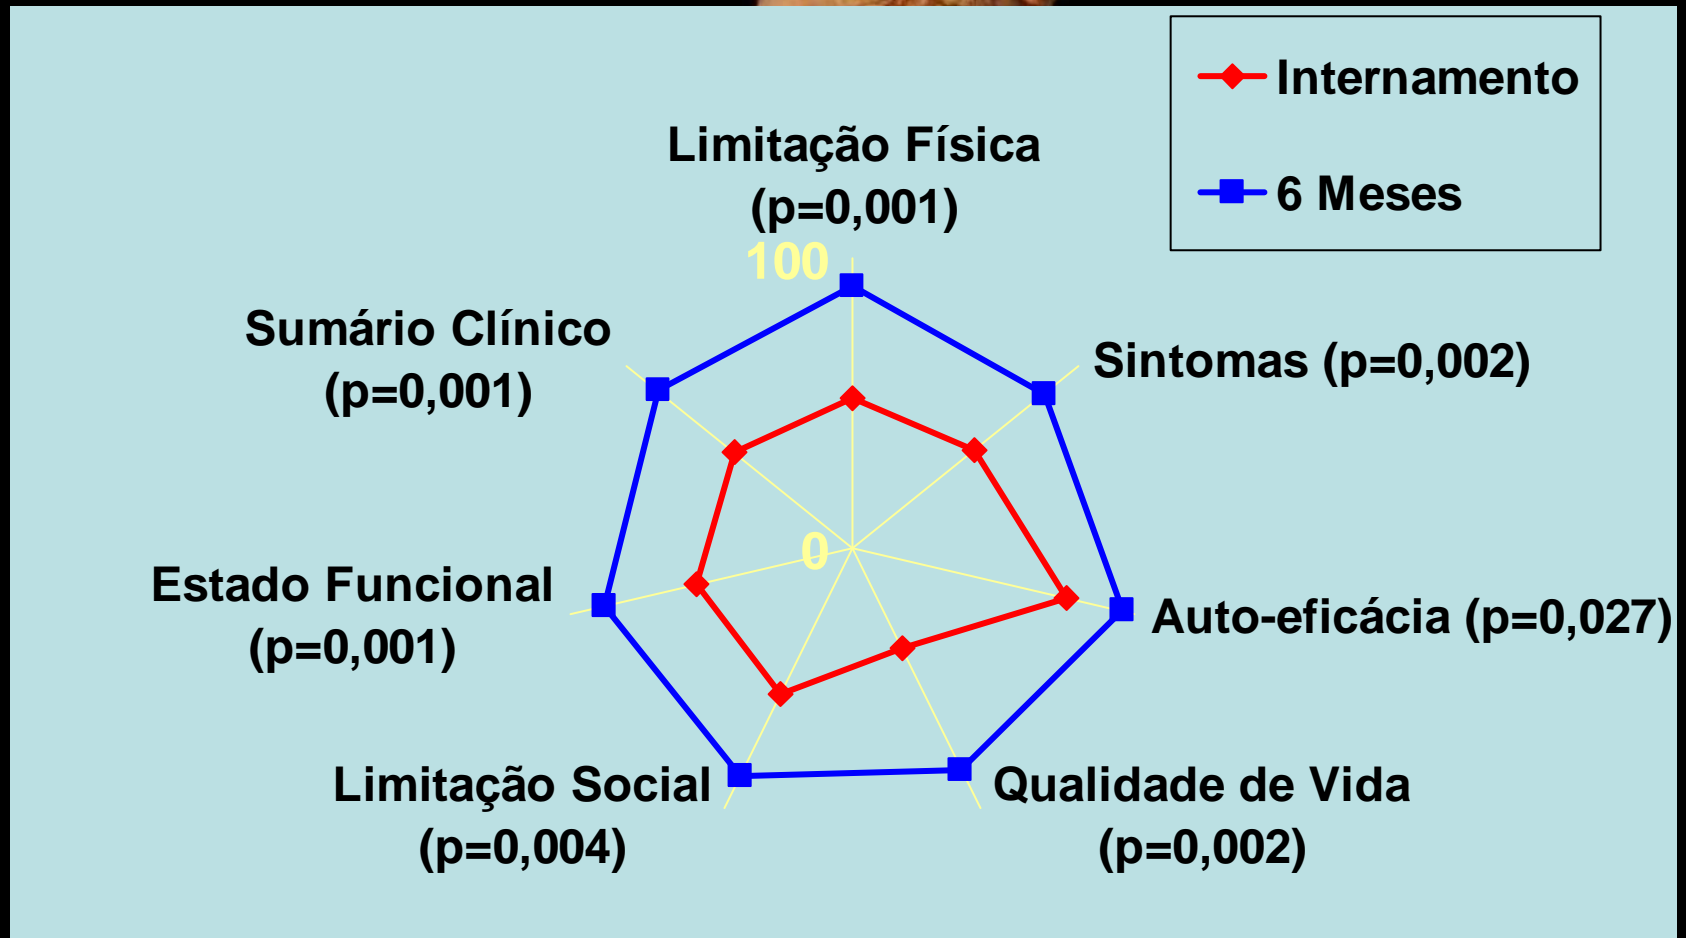 Internamento
6 Meses
Limitação Física
(p=0,001)
100
Sumário Clínico
(p=0,001)
Sintomas (p=0,002)
0
Estado Funcional
(p=0,001)
Auto-eficácia (p=0,027)
Limitação Social
(p=0,004)
Qualidade de Vida
(p=0,002)